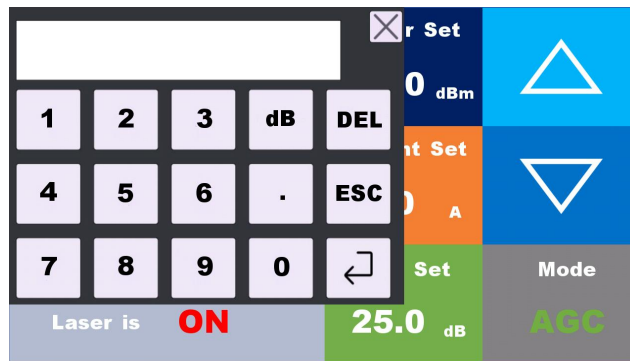 r Set
0 dBm
1 2 3 dB DEL
nt Set
4 5 6 . ESC
A
7 8 9 0
Set
Mode
Laser is ON
25.0 dB
AGC